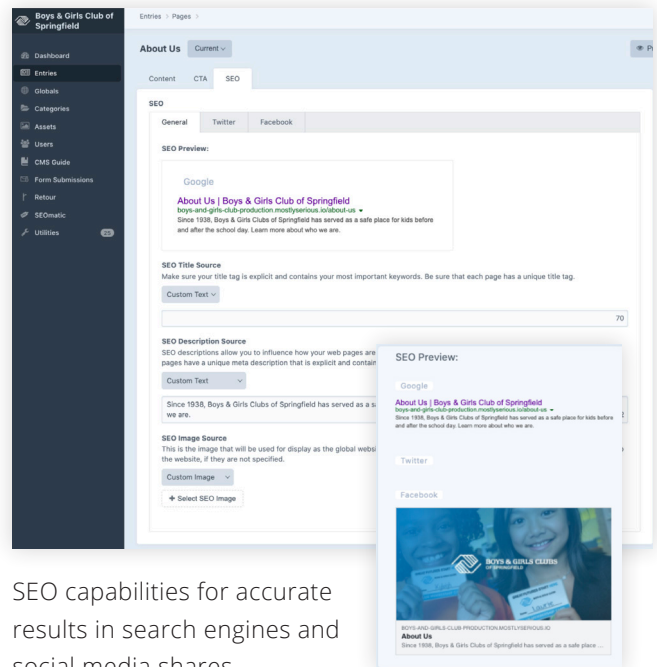 Boys & Girls Club of
Springfield
Entries > Pages >
Dashboard
Entries
Globals
Categories
Assets
Users
CMS Guide
Form Submissions
Retour
SEOmatic
Utilities 25
About Us Current
Content CTA SEO
SEO
General Twitter Facebook
SEO Preview:
Google
About Us | Boys & Girls Club of Springfield
boys-and-girls-club-production.mostlyserious.io/about-us
Since 1938, Boys & Girls Clubs of Springfield has served as a safe place for kids before
and after the school day. Learn more about who we are.
SEO Title Source
Make sure your title tag is explicit and contains your most important keywords. Be sure that each page has a unique title tag.
Custom Text
70
SEO Description Source
SEO descriptions allow you to influence how your web pages are
pages have a unique meta description that is explicit and contain
Custom Text
Since 1938, Boys & Girls Clubs of Springfield has served as a
we are.
SEO Image Source
This is the image that will be used for display as the global
the website, if they are not specified.
Custom Image
+ Select SEO Image
SEO Preview:
Google
About Us | Boys & Girls Club of Springfield
boys-and-girls-club-production.mostlyserious.io/about-us
Since 1938, Boys & Girls Clubs of Springfield has served as a safe place for kids before
and after the school day. Learn more about who we are.
Twitter
Facebook
BOYS & GIRLS CLUBS
OF SPRINGFIELD
BOYS-AND-GIRLS-CLUB-PRODUCTION.MOSTLYSERIOUS.IO
About Us
Since 1938, Boys & Girls Clubs of Springfield has served as a safe place ...
SEO capabilities for accurate
results in search engines and
social media shares